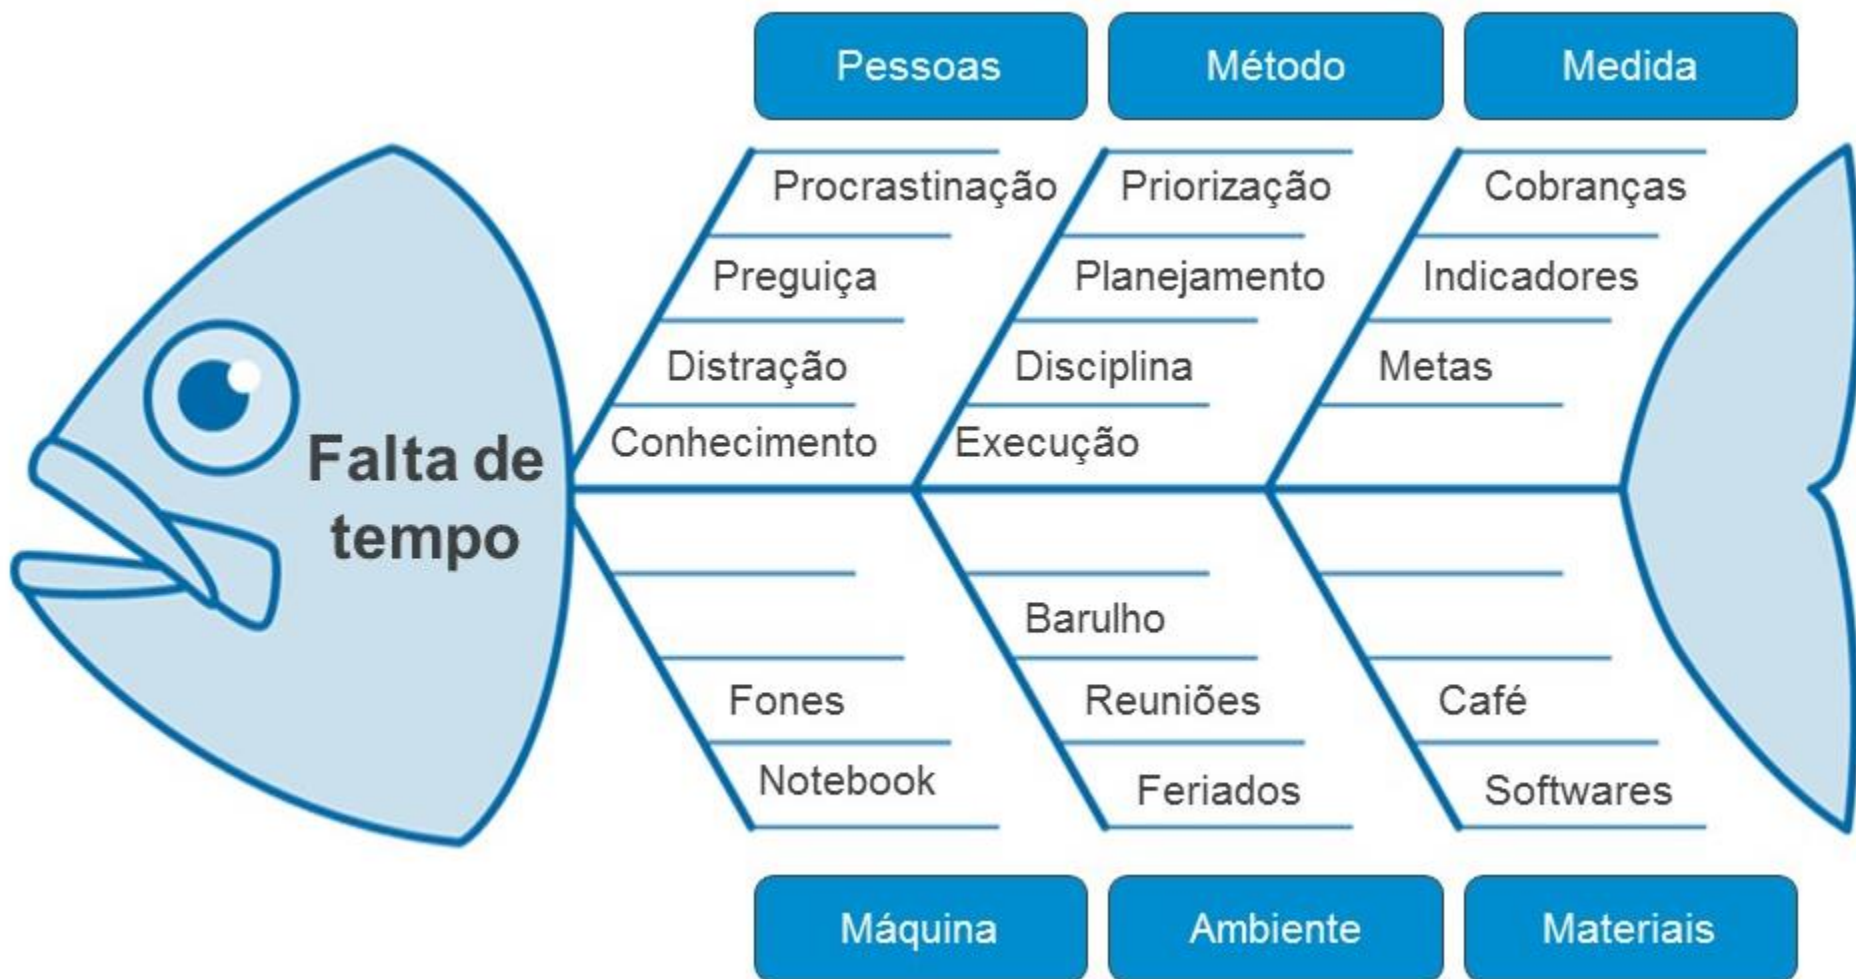 Pessoas
Método
Medida
Procrastinação
Priorização
Cobranças
Preguiça
Planejamento
Indicadores
Distração
Disciplina
Metas
Conhecimento
Execução
Falta de
tempo
Barulho
Fones
Reuniões
Café
Notebook
Feriados
Softwares
Máquina
Ambiente
Materiais